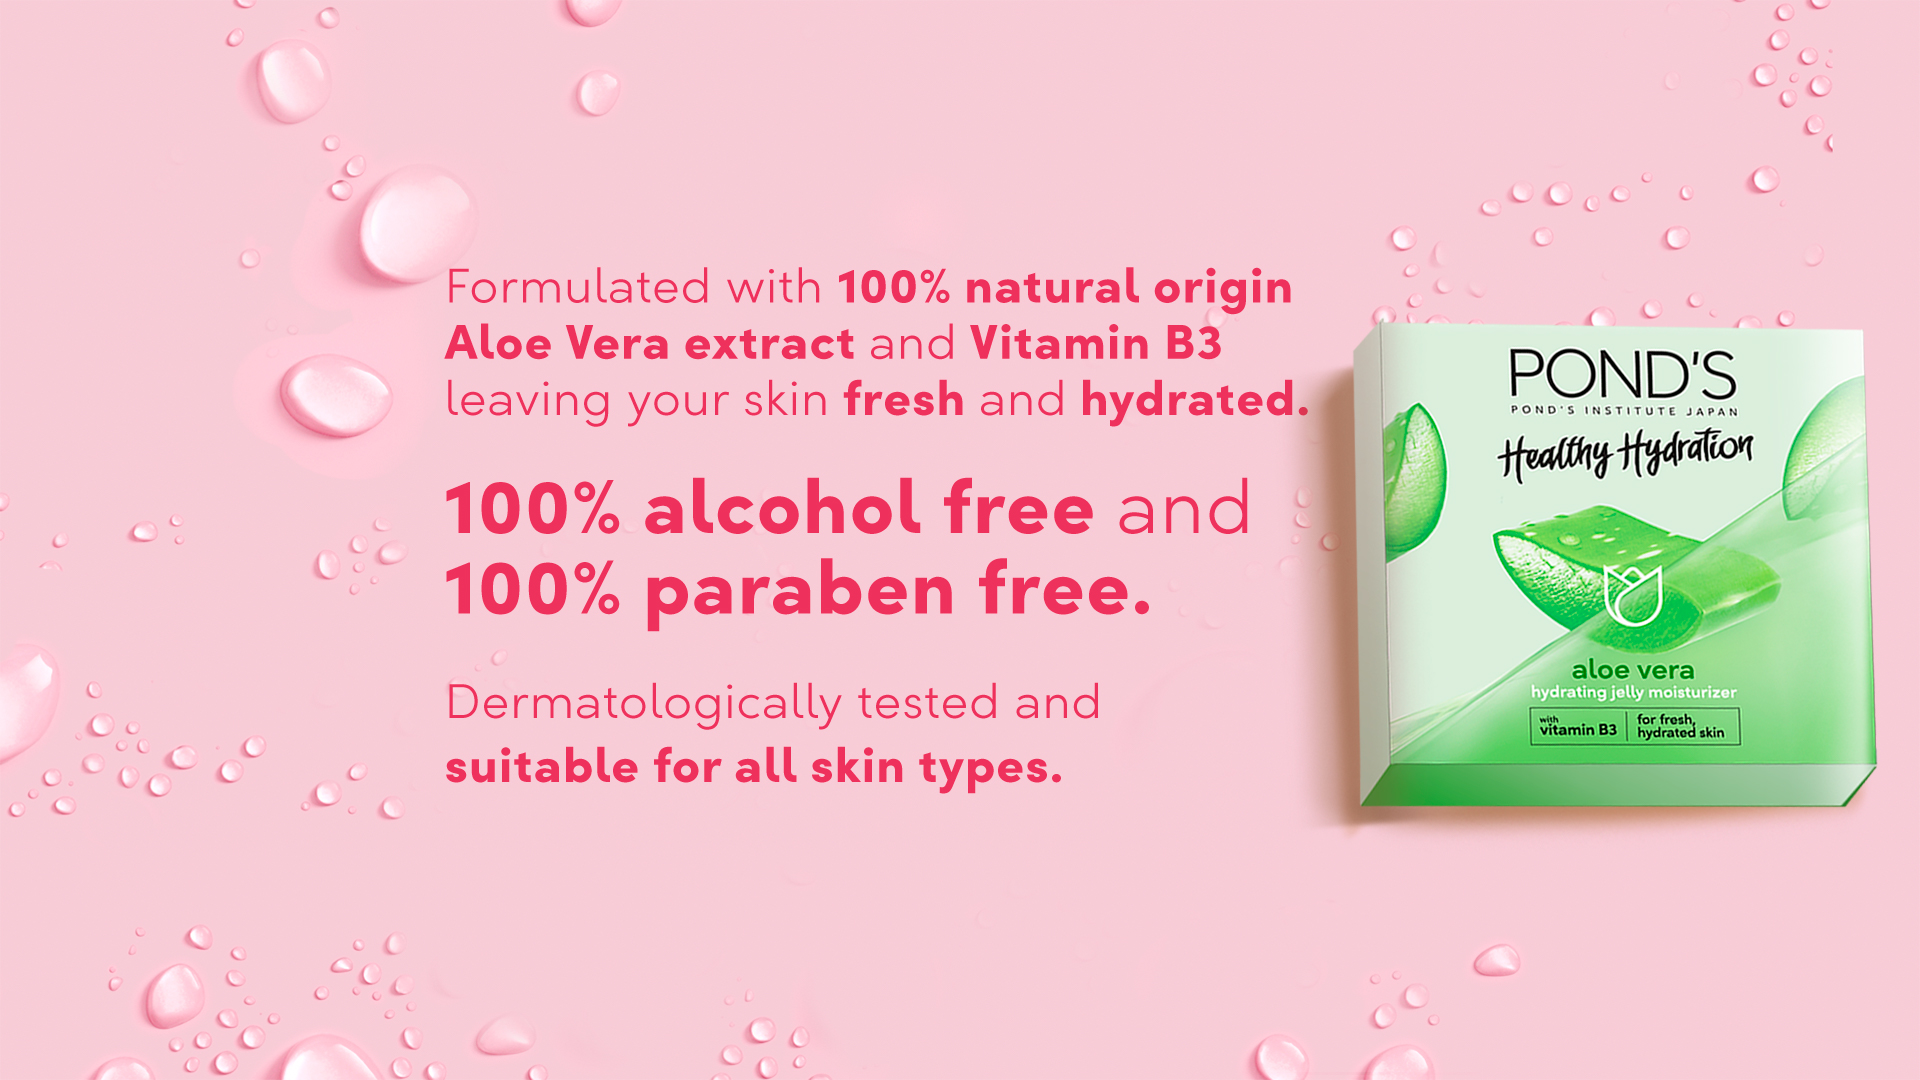 Formulated with 100% natural origin
Aloe Vera extract and Vitamin B3
leaving your skin fresh and hydrated.
100% alcohol free and
100% paraben free.
Dermatologically tested and
suitable for all skin types.
POND'S
POND'S INSTITUTE JAPAN
Healthy Hydration
aloe vera
hydrating jelly moisturizer
with
vitamin B3
for fresh,
hydrated skin